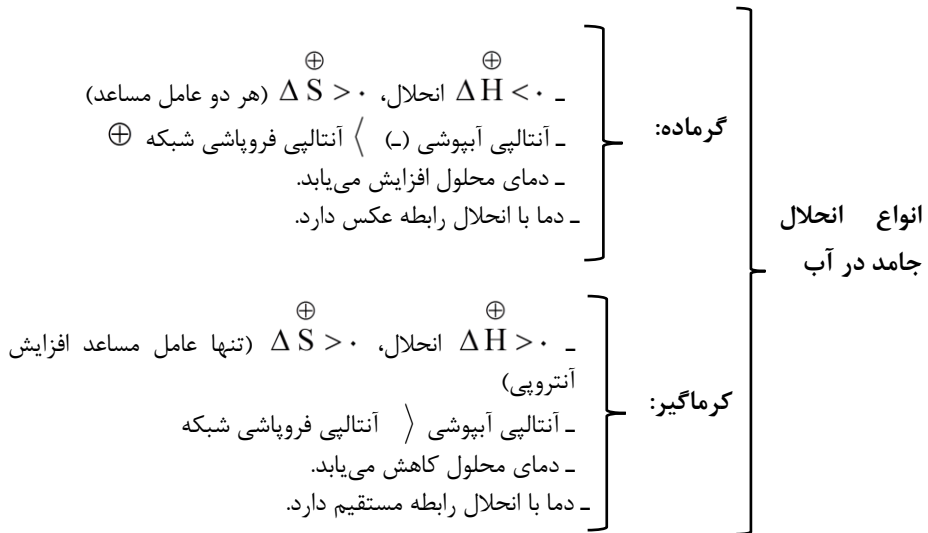 انواع انحلال
جامد در آب
گرماده:
ـ ΔH < ۰ انحلال، ΔS > ۰ (هر دو عامل مساعد)
⊕ ⊕
ـ آنتالپی آبپوشی (ـ) 〉 آنتالپی فروپاشی شبکه ⊕
ـ دمای محلول افزایش می‌یابد.
ـ دما با انحلال رابطه عکس دارد.
کرماگیر:
⊕ ⊕
ـ ΔH > ۰ انحلال، ΔS > ۰ (تنها عامل مساعد افزایش
آنتروپی)
ـ آنتالپی آبپوشی 〈 آنتالپی فروپاشی شبکه
ـ دمای محلول کاهش می‌یابد.
ـ دما با انحلال رابطه مستقیم دارد.